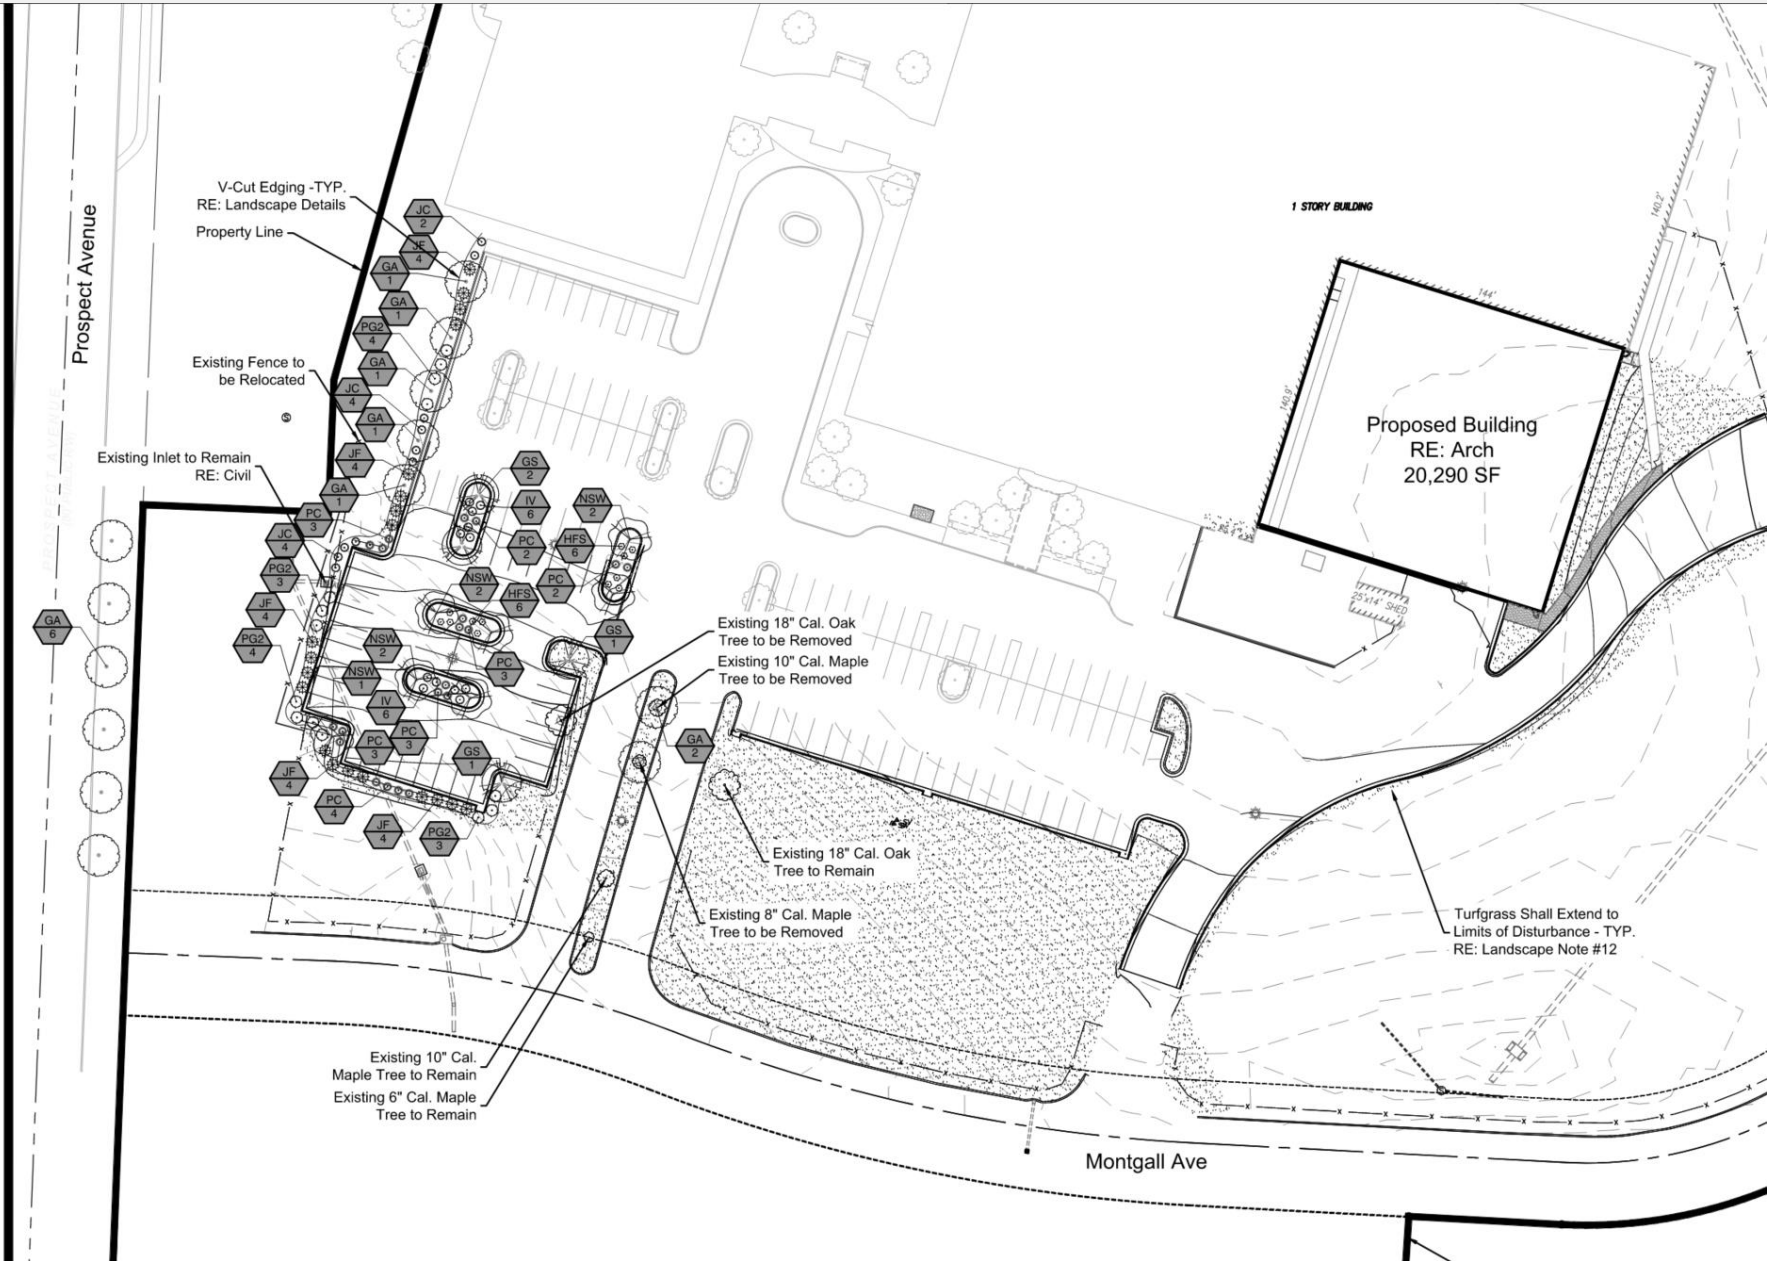 1 STORY BUILDING
140.2'
V-Cut Edging -TYP.
RE: Landscape Details
Property Line
Prospect Avenue
PROSPECT AVENUE
JC
2
JF
4
GA
1
GA
1
PG2
4
GA
1
JC
4
GA
1
JF
4
GA
1
PC
3
JC
4
PG2
3
JF
4
PG2
4
GA
6
Existing Fence to
be Relocated
S
Existing Inlet to Remain
RE: Civil
GS
2
IV
6
NSW
2
PC
2
HFS
6
NSW
2
HFS
6
PC
2
GS
1
NSW
2
PC
3
NSW
1
IV
6
PC
3
PC
3
GS
1
JF
4
PC
4
JF
4
PG2
3
GA
2
144'
140.9'
Proposed Building
RE: Arch
20,290 SF
25'x14' SHED
Existing 18" Cal. Oak
Tree to be Removed
Existing 10" Cal. Maple
Tree to be Removed
Existing 18" Cal. Oak
Tree to Remain
Existing 8" Cal. Maple
Tree to be Removed
Turfgrass Shall Extend to
Limits of Disturbance - TYP.
RE: Landscape Note #12
Existing 10" Cal.
Maple Tree to Remain
Existing 6" Cal. Maple
Tree to Remain
Montgall Ave